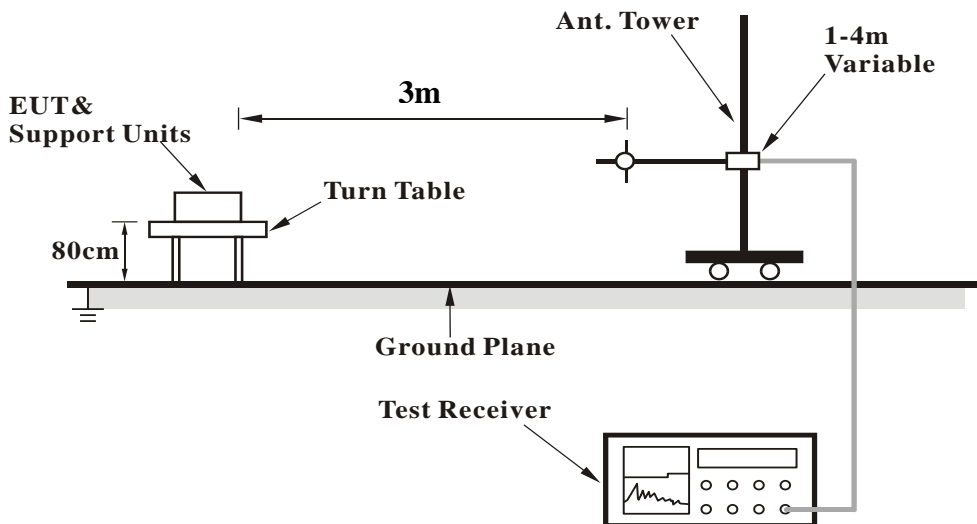 Ant. Tower
1-4m
Variable
3m
EUT&
Support Units
Turn Table
80cm
Ground Plane
Test Receiver